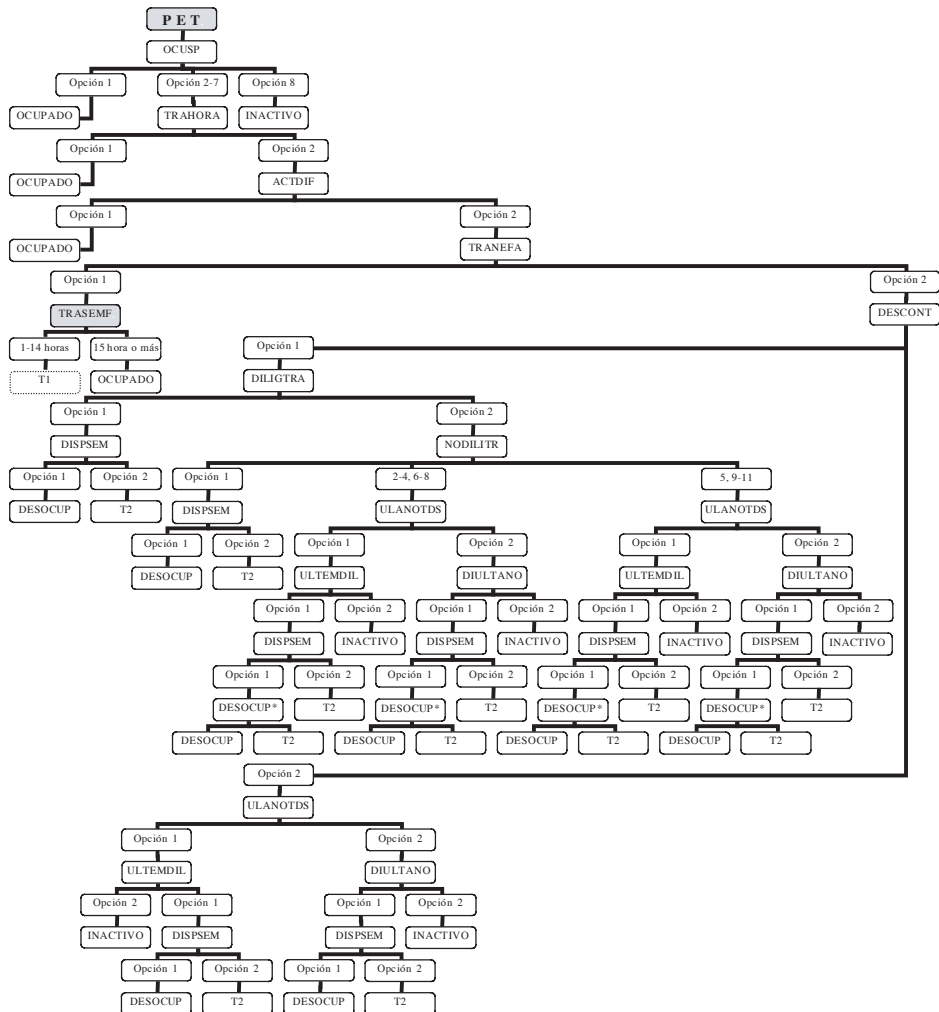 P E T
OCUSP
Opción 1 Opción 2-7 Opción 8
OCUPADO TRAHORA INACTIVO
Opción 1 Opción 2
OCUPADO ACTDIF
Opción 1 Opción 2
OCUPADO TRANEFA
Opción 1 Opción 2
TRASEMF DESCONT
1-14 horas 15 hora o más Opción 1
T1 OCUPADO DILIGTRA
Opción 1 Opción 2
DISPSEM NODILITR
Opción 1 Opción 2 Opción 1 2-4, 6-8 5, 9-11
DESOCUP T2 DISPSEM ULANOTDS ULANOTDS
Opción 1 Opción 2 Opción 1 Opción 2 Opción 1 Opción 2
DESOCUP T2 ULTEMDIL DIULTANO ULTEMDIL DIULTANO
Opción 1 Opción 2 Opción 1 Opción 2 Opción 1 Opción 2 Opción 1 Opción 2
DISPSEM INACTIVO DISPSEM INACTIVO DISPSEM INACTIVO DISPSEM INACTIVO
Opción 1 Opción 2 Opción 1 Opción 2 Opción 1 Opción 2 Opción 1 Opción 2
DESOCUP* T2 DESOCUP* T2 DESOCUP* T2 DESOCUP* T2
DESOCUP T2 DESOCUP T2 DESOCUP T2 DESOCUP T2
Opción 2
ULANOTDS
Opción 1 Opción 2
ULTEMDIL DIULTANO
Opción 2 Opción 1 Opción 1 Opción 2
INACTIVO DISPSEM DISPSEM INACTIVO
Opción 1 Opción 2 Opción 1 Opción 2
DESOCUP T2 DESOCUP T2